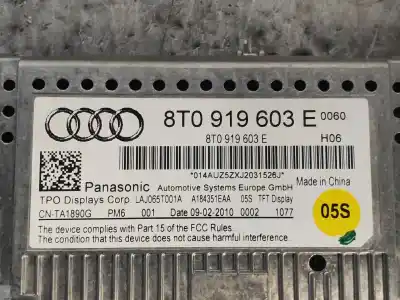 8T0 919 603 E 0060
8T0 919 603 E H06
*014AUZ5ZXJ2031526J*
Made in China
Panasonic Automotive Systems Europe GmbH
TPO Displays Corp. LAJ065T001A A184351EAA 05S TFT Display
CN-TA1890G PM6 001 Date 09-02-2010 0002 1077
The device complies with Part 15 of the FCC Rules
The condition that this device does not cause harmful interference
05S